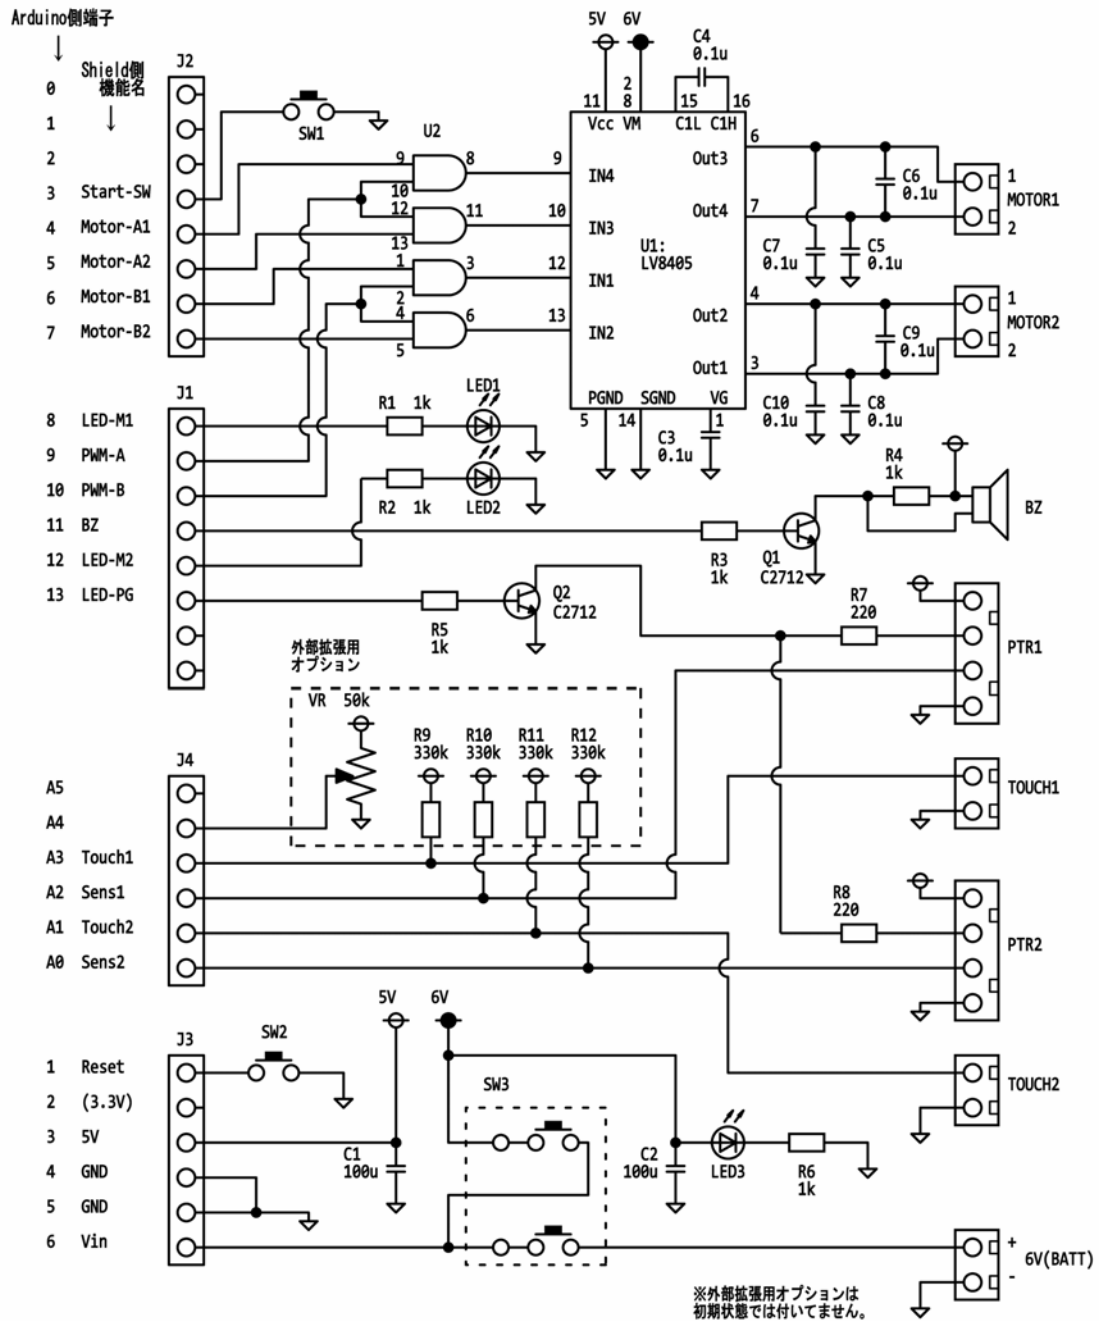 Arduino側端子
Shield側
機能名
J2
0
1
2
3 Start-SW
4 Motor-A1
5 Motor-A2
6 Motor-B1
7 Motor-B2
SW1
U2
9
10
8
12
13
11
1
2
3
4
5
6
5V 6V
C4
0.1u
11
2
8
15
16
Vcc VM C1L C1H
9 IN4
10 IN3
12 IN1
13 IN2
U1:
LV8405
Out3 6
Out4 7
Out2 4
Out1 3
PGND SGND VG
5
14
1
C3
0.1u
C6
0.1u
C7
0.1u
C5
0.1u
C9
0.1u
C10
0.1u
C8
0.1u
1
MOTOR1
2
1
MOTOR2
2
J1
8 LED-M1
9 PWM-A
10 PWM-B
11 BZ
12 LED-M2
13 LED-PG
R1 1k
LED1
R2 1k
LED2
R3
1k
Q1
C2712
R4
1k
BZ
R5
1k
Q2
C2712
R7
220
PTR1
外部拡張用
オプション
VR 50k
R9
330k
R10
330k
R11
330k
R12
330k
J4
A5
A4
A3 Touch1
A2 Sens1
A1 Touch2
A0 Sens2
TOUCH1
R8
220
PTR2
TOUCH2
J3
1 Reset
2 (3.3V)
3 5V
4 GND
5 GND
6 Vin
SW2
5V
6V
SW3
C1
100u
C2
100u
LED3
R6
1k
+
6V(BATT)
-
※外部拡張用オプションは
初期状態では付いてません。